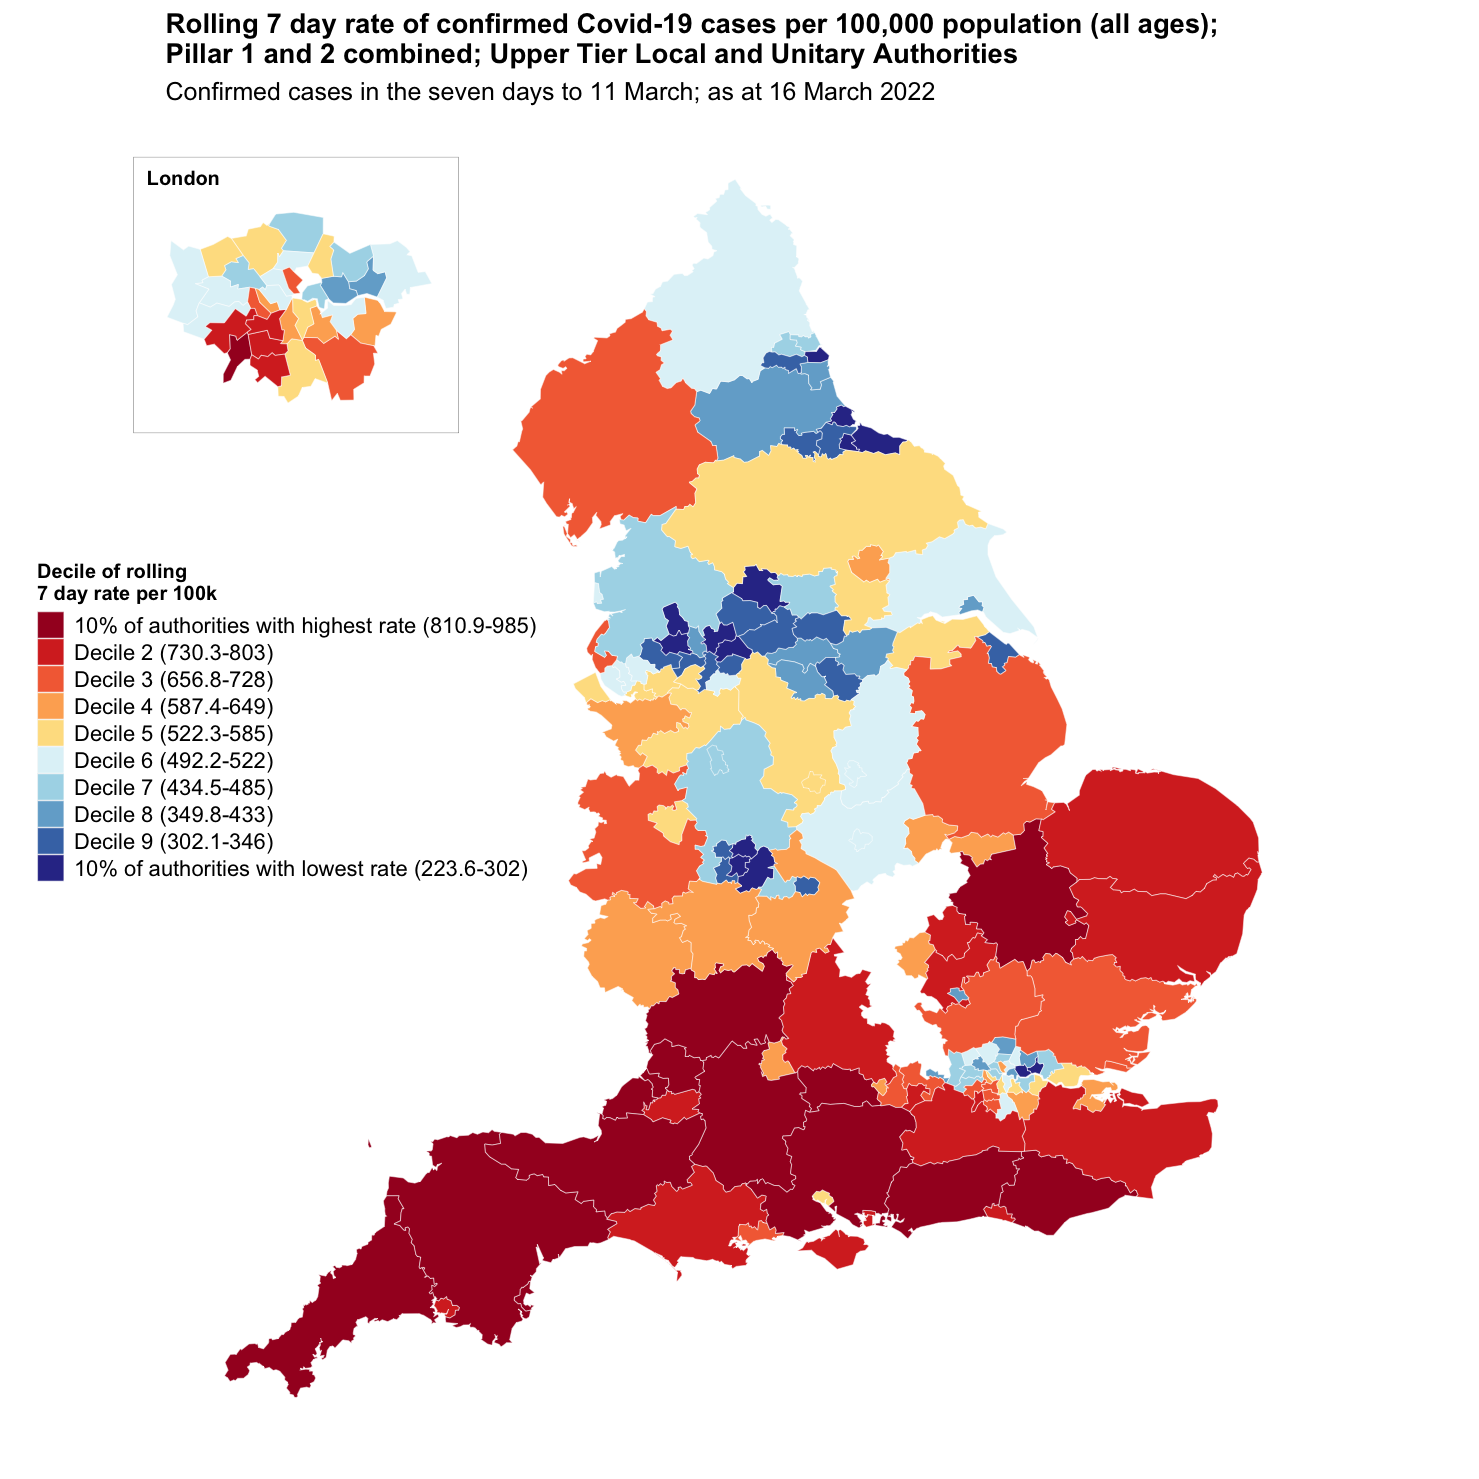 Rolling 7 day rate of confirmed Covid-19 cases per 100,000 population (all ages);
Pillar 1 and 2 combined; Upper Tier Local and Unitary Authorities
Confirmed cases in the seven days to 11 March; as at 16 March 2022
London
Decile of rolling
7 day rate per 100k
10% of authorities with highest rate (810.9-985)
Decile 2 (730.3-803)
Decile 3 (656.8-728)
Decile 4 (587.4-649)
Decile 5 (522.3-585)
Decile 6 (492.2-522)
Decile 7 (434.5-485)
Decile 8 (349.8-433)
Decile 9 (302.1-346)
10% of authorities with lowest rate (223.6-302)